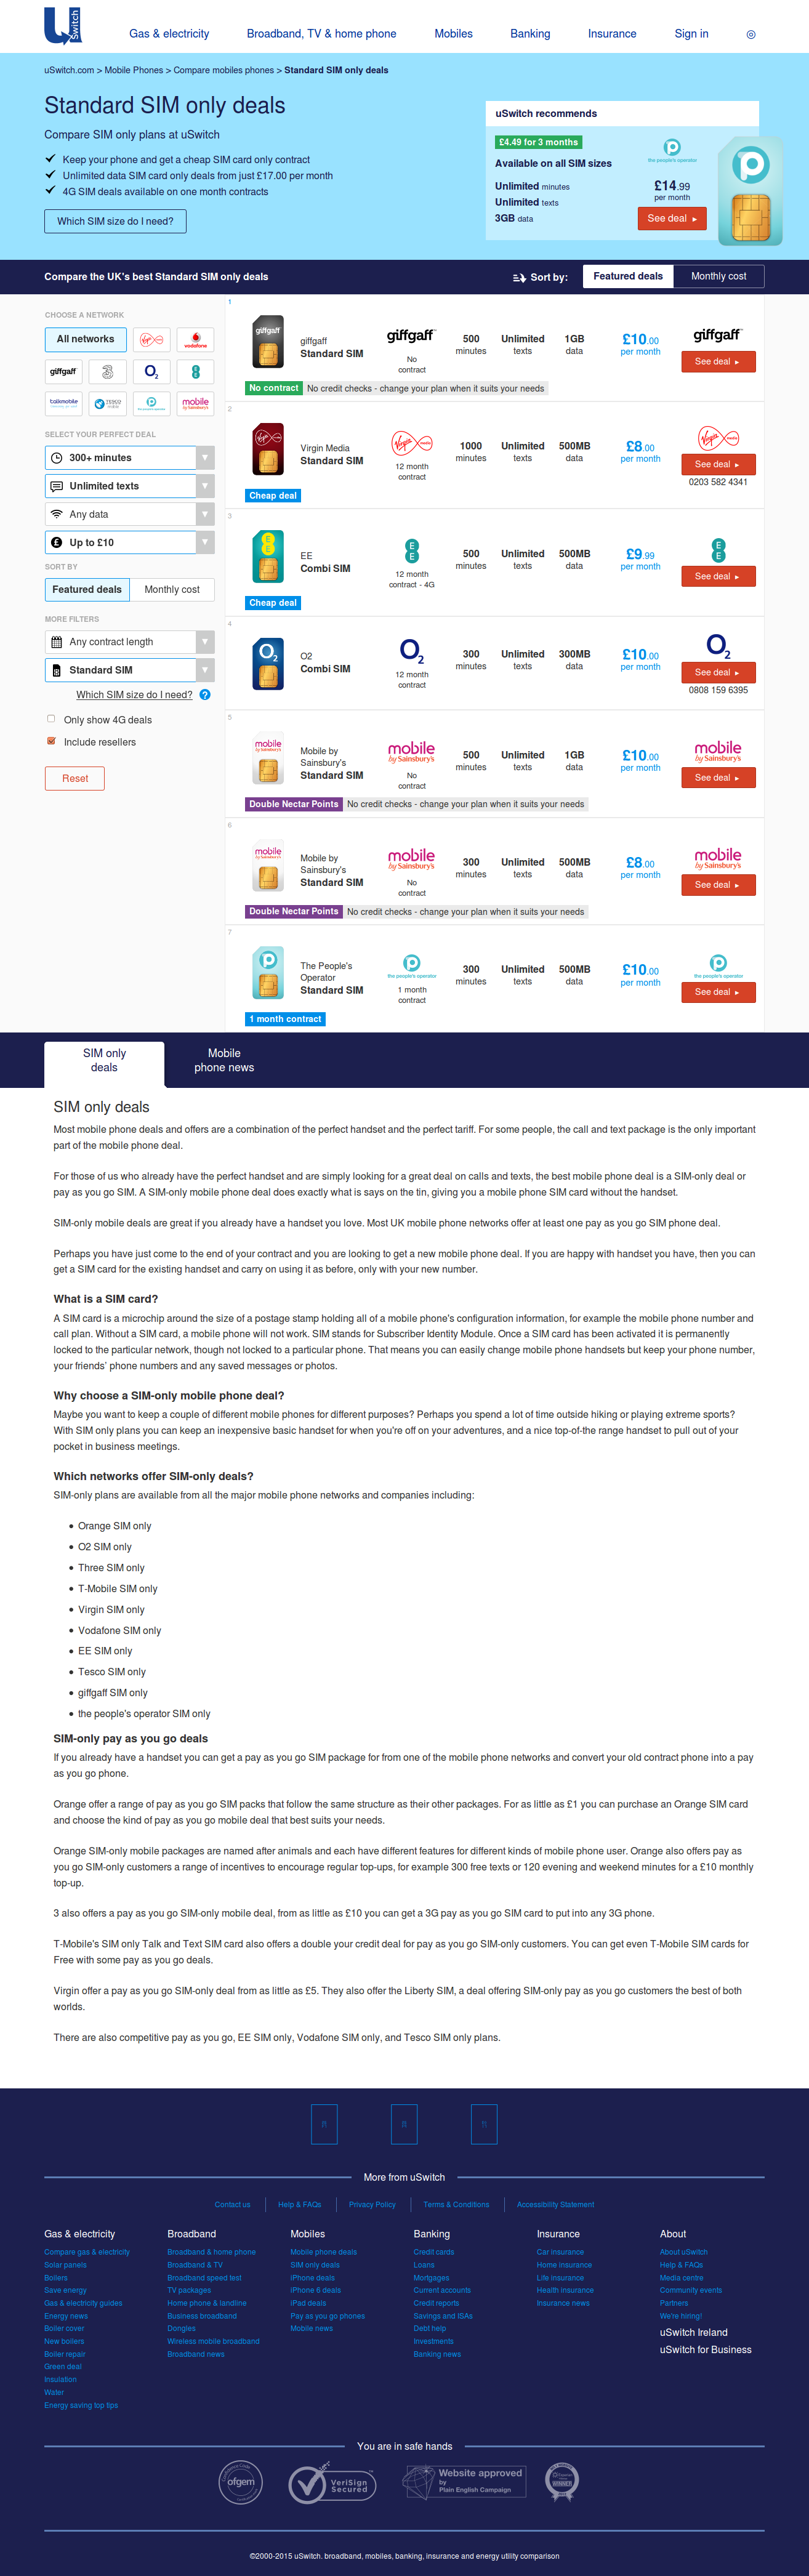 Uswitch
Gas & electricity
Broadband, TV & home phone
Mobiles
Banking
Insurance
Sign in
uSwitch.com > Mobile Phones > Compare mobiles phones > Standard SIM only deals
Standard SIM only deals
Compare SIM only plans at uSwitch
Keep your phone and get a cheap SIM card only contract
Unlimited data SIM card only deals from just £17.00 per month
4G SIM deals available on one month contracts
Which SIM size do I need?
uSwitch recommends
£4.49 for 3 months
Available on all SIM sizes
Unlimited minutes
Unlimited texts
3GB data
the people's operator
£14.99
per month
See deal ▸
Compare the UK's best Standard SIM only deals
Sort by:
Featured deals
Monthly cost
CHOOSE A NETWORK
All networks
Virgin media
vodafone
giffgaff
3
O2
EE
talkmobile
TESCO mobile
the people's operator
mobile by Sainsbury's
SELECT YOUR PERFECT DEAL
300+ minutes
Unlimited texts
Any data
Up to £10
SORT BY
Featured deals
Monthly cost
MORE FILTERS
Any contract length
Standard SIM
Which SIM size do I need? ?
Only show 4G deals
Include resellers
Reset
1
giffgaff
giffgaff
Standard SIM
giffgaff
No
contract
500
minutes
Unlimited
texts
1GB
data
£10.00
per month
giffgaff
See deal ▸
No contract
No credit checks - change your plan when it suits your needs
2
Virgin Media
Standard SIM
Virgin media
12 month
contract
1000
minutes
Unlimited
texts
500MB
data
£8.00
per month
Virgin media
See deal ▸
0203 582 4341
Cheap deal
3
EE
EE
Combi SIM
EE
12 month
contract - 4G
500
minutes
Unlimited
texts
500MB
data
£9.99
per month
EE
See deal ▸
Cheap deal
4
O2
O2
Combi SIM
O2
12 month
contract
300
minutes
Unlimited
texts
300MB
data
£10.00
per month
O2
See deal ▸
0808 159 6395
5
mobile
by Sainsbury's
Mobile by
Sainsbury's
Standard SIM
mobile
by Sainsbury's
No
contract
500
minutes
Unlimited
texts
1GB
data
£10.00
per month
mobile
by Sainsbury's
See deal ▸
Double Nectar Points
No credit checks - change your plan when it suits your needs
6
mobile
by Sainsbury's
Mobile by
Sainsbury's
Standard SIM
mobile
by Sainsbury's
No
contract
300
minutes
Unlimited
texts
500MB
data
£8.00
per month
mobile
by Sainsbury's
See deal ▸
Double Nectar Points
No credit checks - change your plan when it suits your needs
7
The People's
Operator
Standard SIM
the people's operator
1 month
contract
300
minutes
Unlimited
texts
500MB
data
£10.00
per month
the people's operator
See deal ▸
1 month contract
SIM only
deals
Mobile
phone news
SIM only deals
Most mobile phone deals and offers are a combination of the perfect handset and the perfect tariff. For some people, the call and text package is the only important
part of the mobile phone deal.
For those of us who already have the perfect handset and are simply looking for a great deal on calls and texts, the best mobile phone deal is a SIM-only deal or
pay as you go SIM. A SIM-only mobile phone deal does exactly what is says on the tin, giving you a mobile phone SIM card without the handset.
SIM-only mobile deals are great if you already have a handset you love. Most UK mobile phone networks offer at least one pay as you go SIM phone deal.
Perhaps you have just come to the end of your contract and you are looking to get a new mobile phone deal. If you are happy with handset you have, then you can
get a SIM card for the existing handset and carry on using it as before, only with your new number.
What is a SIM card?
A SIM card is a microchip around the size of a postage stamp holding all of a mobile phone's configuration information, for example the mobile phone number and
call plan. Without a SIM card, a mobile phone will not work. SIM stands for Subscriber Identity Module. Once a SIM card has been activated it is permanently
locked to the particular network, though not locked to a particular phone. That means you can easily change mobile phone handsets but keep your phone number,
your friends' phone numbers and any saved messages or photos.
Why choose a SIM-only mobile phone deal?
Maybe you want to keep a couple of different mobile phones for different purposes? Perhaps you spend a lot of time outside hiking or playing extreme sports?
With SIM only plans you can keep an inexpensive basic handset for when you're off on your adventures, and a nice top-of-the range handset to pull out of your
pocket in business meetings.
Which networks offer SIM-only deals?
SIM-only plans are available from all the major mobile phone networks and companies including:
• Orange SIM only
• O2 SIM only
• Three SIM only
• T-Mobile SIM only
• Virgin SIM only
• Vodafone SIM only
• EE SIM only
• Tesco SIM only
• giffgaff SIM only
• the people's operator SIM only
SIM-only pay as you go deals
If you already have a handset you can get a pay as you go SIM package for from one of the mobile phone networks and convert your old contract phone into a pay
as you go phone.
Orange offer a range of pay as you go SIM packs that follow the same structure as their other packages. For as little as £1 you can purchase an Orange SIM card
and choose the kind of pay as you go mobile deal that best suits your needs.
Orange SIM-only mobile packages are named after animals and each have different features for different kinds of mobile phone user. Orange also offers pay as
you go SIM-only customers a range of incentives to encourage regular top-ups, for example 300 free texts or 120 evening and weekend minutes for a £10 monthly
top-up.
3 also offers a pay as you go SIM-only mobile deal, from as little as £10 you can get a 3G pay as you go SIM card to put into any 3G phone.
T-Mobile's SIM only Talk and Text SIM card also offers a double your credit deal for pay as you go SIM-only customers. You can get even T-Mobile SIM cards for
Free with some pay as you go deals.
Virgin offer a pay as you go SIM-only deal from as little as £5. They also offer the Liberty SIM, a deal offering SIM-only pay as you go customers the best of both
worlds.
There are also competitive pay as you go, EE SIM only, Vodafone SIM only, and Tesco SIM only plans.
More from uSwitch
Contact us
Help & FAQs
Privacy Policy
Terms & Conditions
Accessibility Statement
Gas & electricity
Compare gas & electricity
Solar panels
Boilers
Save energy
Gas & electricity guides
Energy news
Boiler cover
New boilers
Boiler repair
Green deal
Insulation
Water
Energy saving top tips
Broadband
Broadband & home phone
Broadband & TV
Broadband speed test
TV packages
Home phone & landline
Business broadband
Dongles
Wireless mobile broadband
Broadband news
Mobiles
Mobile phone deals
SIM only deals
iPhone deals
iPhone 6 deals
iPad deals
Pay as you go phones
Mobile news
Banking
Credit cards
Loans
Mortgages
Current accounts
Credit reports
Savings and ISAs
Debt help
Investments
Banking news
Insurance
Car insurance
Home insurance
Life insurance
Health insurance
Insurance news
About
About uSwitch
Help & FAQs
Media centre
Community events
Partners
We're hiring!
uSwitch Ireland
uSwitch for Business
You are in safe hands
ofgem
VeriSign
Secured
Website approved
by
Plain English Campaign
WINNER
©2000-2015 uSwitch. broadband, mobiles, banking, insurance and energy utility comparison